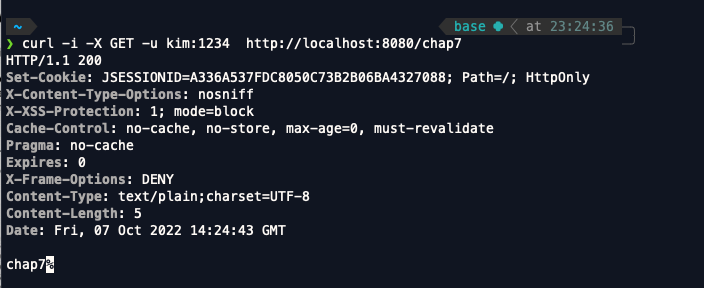 ~ base at 23:24:36
❯ curl -i -X GET -u kim:1234  http://localhost:8080/chap7
HTTP/1.1 200
Set-Cookie: JSESSIONID=A336A537FDC8050C73B2B06BA4327088; Path=/; HttpOnly
X-Content-Type-Options: nosniff
X-XSS-Protection: 1; mode=block
Cache-Control: no-cache, no-store, max-age=0, must-revalidate
Pragma: no-cache
Expires: 0
X-Frame-Options: DENY
Content-Type: text/plain;charset=UTF-8
Content-Length: 5
Date: Fri, 07 Oct 2022 14:24:43 GMT
chap7%